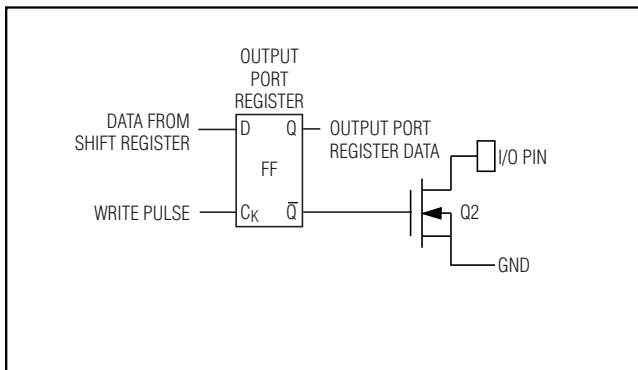 OUTPUT
PORT
REGISTER
DATA FROM
SHIFT REGISTER
D
Q
OUTPUT PORT
REGISTER DATA
FF
I/O PIN
WRITE PULSE
CK
Q̅
Q2
GND